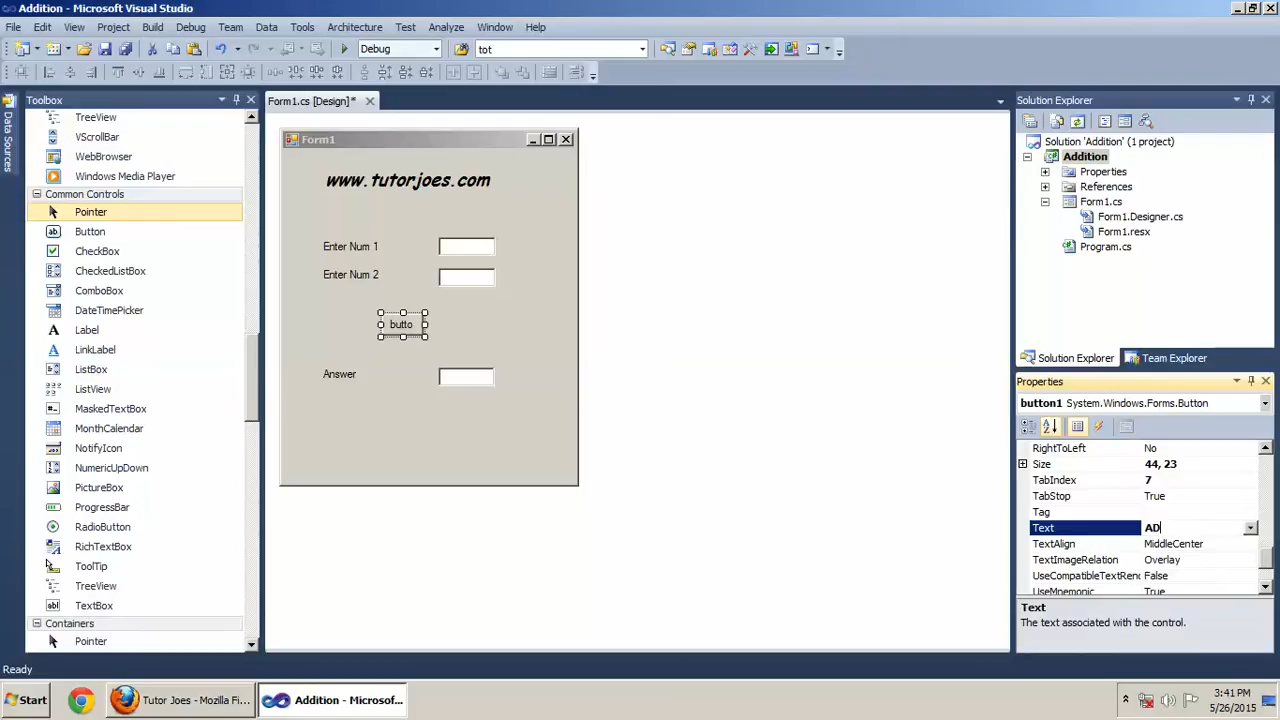 Addition - Microsoft Visual Studio
File Edit View Project Build Debug Team Data Tools Architecture Test Analyze Window Help
Debug tot
Toolbox
Form1.cs [Design]*
Solution Explorer
Data Sources
TreeView
VScrollBar
WebBrowser
Windows Media Player
Common Controls
Pointer
Button
CheckBox
CheckedListBox
ComboBox
DateTimePicker
Label
LinkLabel
ListBox
ListView
MaskedTextBox
MonthCalendar
NotifyIcon
NumericUpDown
PictureBox
ProgressBar
RadioButton
RichTextBox
ToolTip
TreeView
TextBox
Containers
Pointer
Form1
www.tutorjoes.com
Enter Num 1
Enter Num 2
butto
Answer
Solution 'Addition' (1 project)
Addition
Properties
References
Form1.cs
Form1.Designer.cs
Form1.resx
Program.cs
Solution Explorer Team Explorer
Properties
button1 System.Windows.Forms.Button
RightToLeft No
Size 44, 23
TabIndex 7
TabStop True
Tag
Text AD
TextAlign MiddleCenter
TextImageRelation Overlay
UseCompatibleTextRen False
UseMnemonic True
Text
The text associated with the control.
Ready
Start Tutor Joes - Mozilla Fi... Addition - Microsof...
3:41 PM
5/26/2015